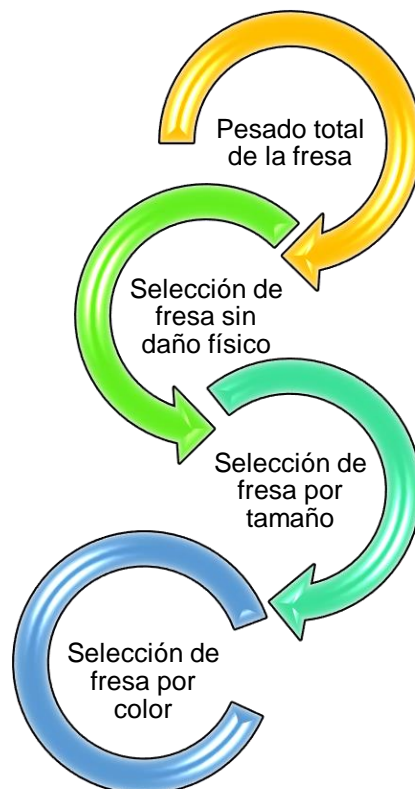 Pesado total
de la fresa
Selección de
fresa sin
daño físico
Selección de
fresa por
tamaño
Selección de
fresa por
color